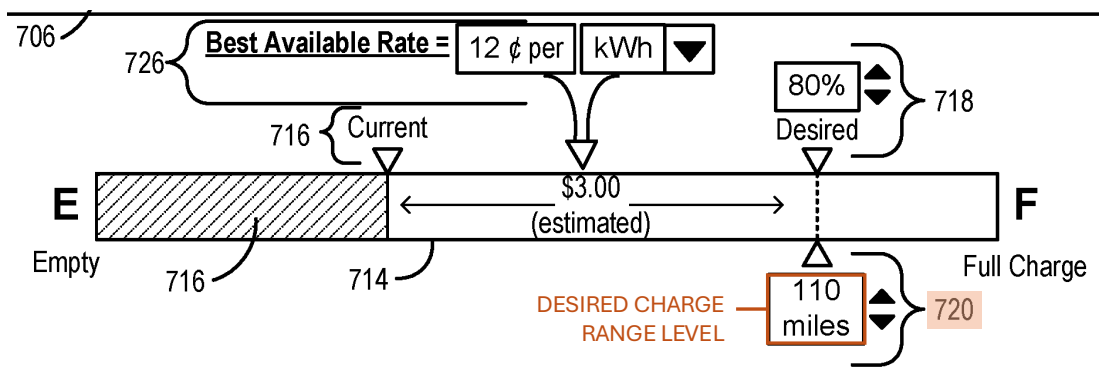 706
726
Best Available Rate = 12 ¢ per kWh
80%
718
716
Current
Desired
E
$3.00
(estimated)
F
Empty
716
714
Full Charge
DESIRED CHARGE
RANGE LEVEL
110
miles
720